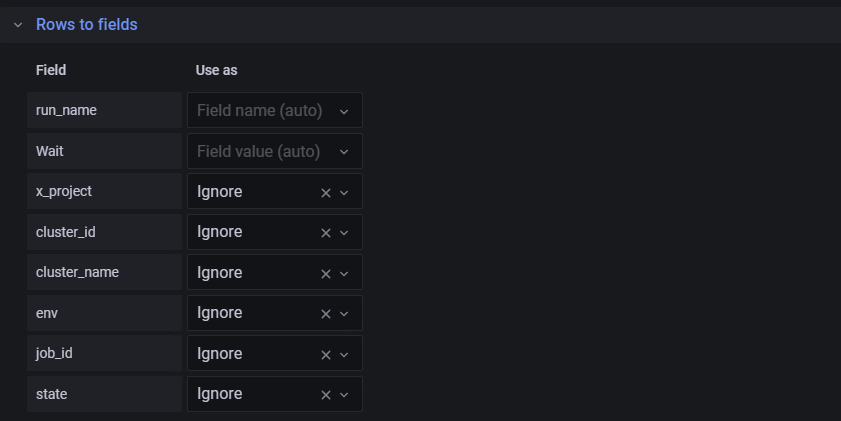 Rows to fields
Field Use as
run_name Field name (auto)
Wait Field value (auto)
x_project Ignore
cluster_id Ignore
cluster_name Ignore
env Ignore
job_id Ignore
state Ignore